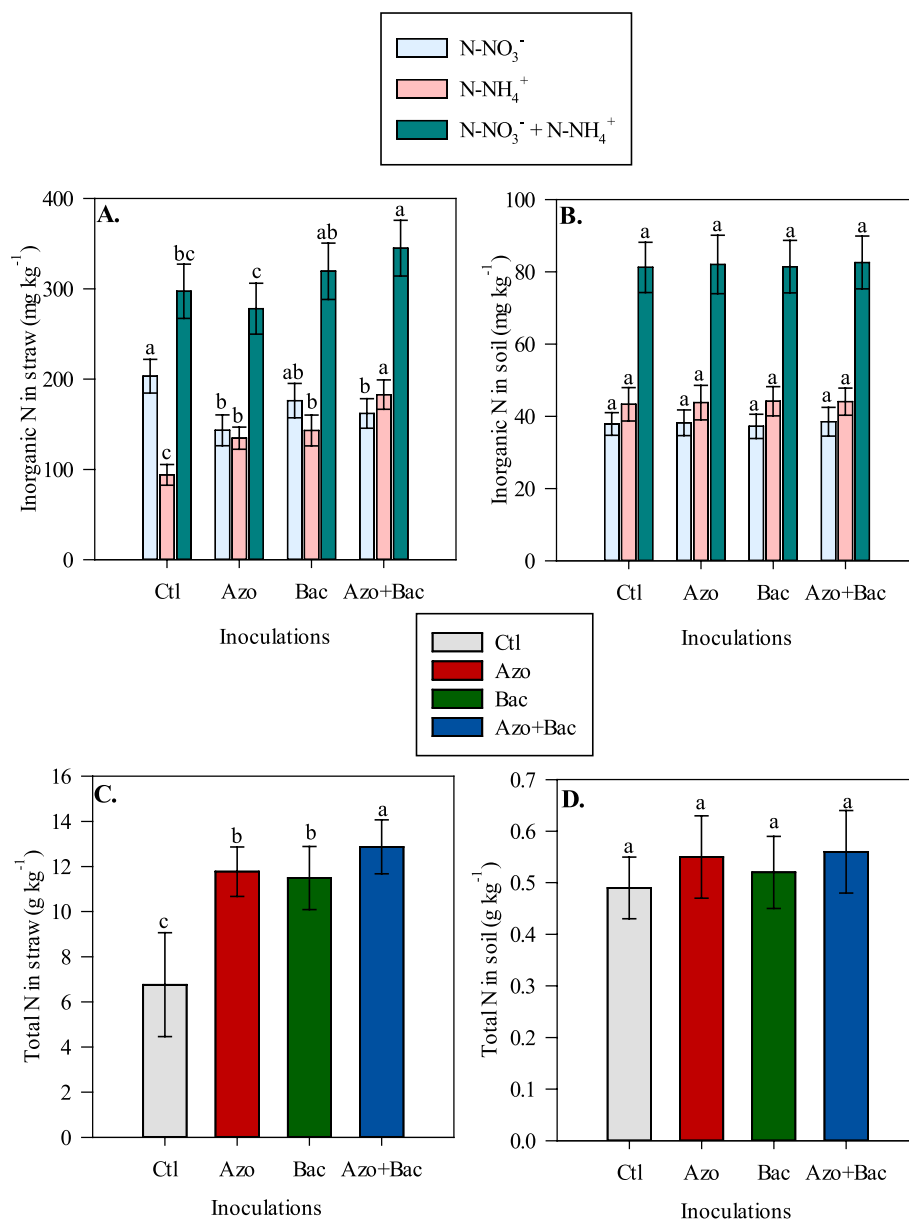 N-NO₃⁻
N-NH₄⁺
N-NO₃⁻ + N-NH₄⁺
A.
Inorganic N in straw (mg kg⁻¹)
400
300
200
100
0
a c bc
b b c
ab b ab
b a a
Ctl Azo Bac Azo+Bac
Inoculations
B.
Inorganic N in soil (mg kg⁻¹)
100
80
60
40
20
0
a a a
a a a
a a a
a a a
Ctl Azo Bac Azo+Bac
Inoculations
Ctl
Azo
Bac
Azo+Bac
C.
Total N in straw (g kg⁻¹)
16
14
12
10
8
6
4
2
0
c b b a
Ctl Azo Bac Azo+Bac
Inoculations
D.
Total N in soil (g kg⁻¹)
0.7
0.6
0.5
0.4
0.3
0.2
0.1
0.0
a a a a
Ctl Azo Bac Azo+Bac
Inoculations